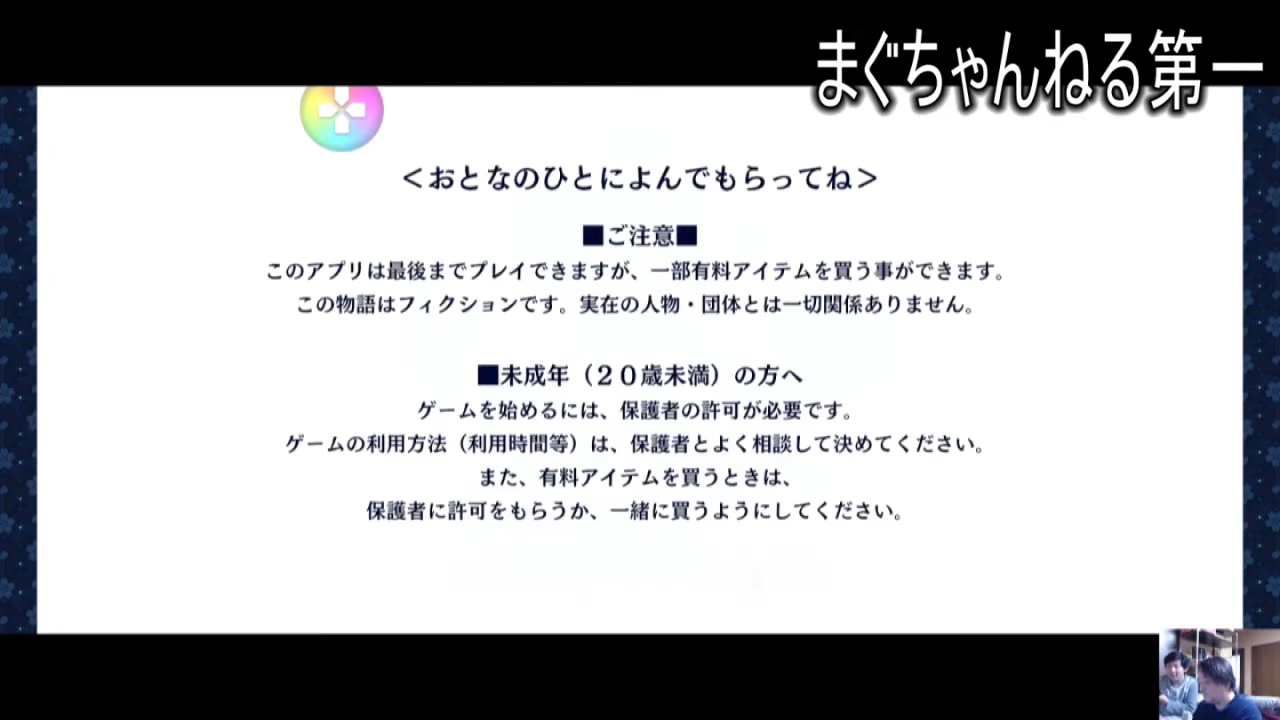 まぐちゃんねる第一
＜おとなのひとによんでもらってね＞
■ご注意■
このアプリは最後までプレイできますが、一部有料アイテムを買う事ができます。
この物語はフィクションです。実在の人物・団体とは一切関係ありません。
■未成年（２０歳未満）の方へ
ゲームを始めるには、保護者の許可が必要です。
ゲームの利用方法（利用時間等）は、保護者とよく相談して決めてください。
また、有料アイテムを買うときは、
保護者に許可をもらうか、一緒に買うようにしてください。